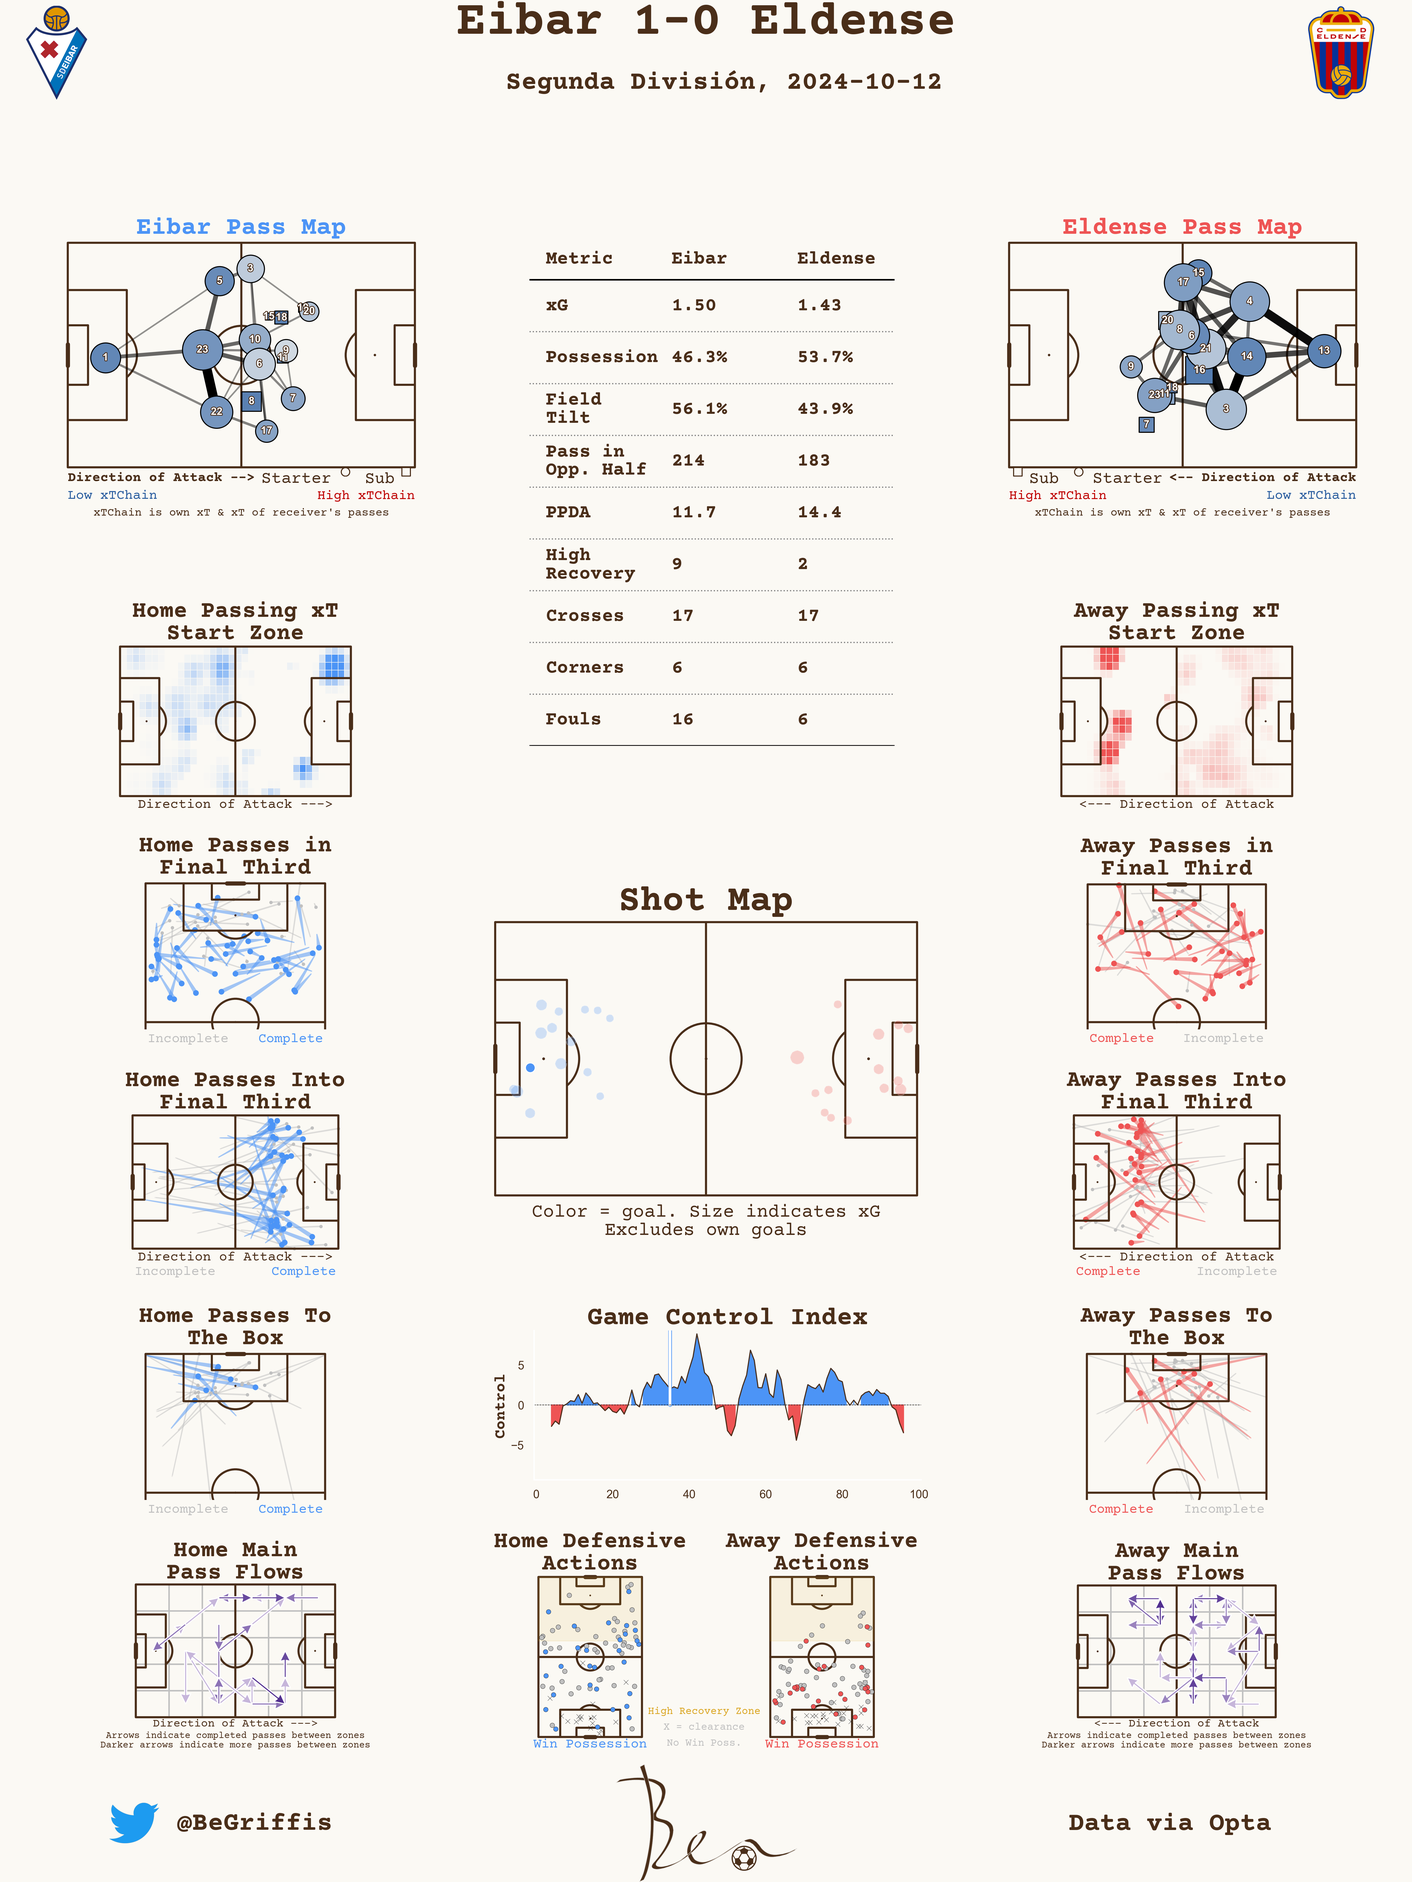 Eibar 1-0 Eldense
Segunda División, 2024-10-12
SDEIBAR
C D
ELDENSE
Eibar Pass Map
1
5
3
23
22
10
6
9
11
7
17
8
15
18
20
Direction of Attack --> Starter Sub
Low xTChain High xTChain
xTChain is own xT & xT of receiver's passes
Metric Eibar Eldense
xG 1.50 1.43
Possession 46.3% 53.7%
Field
Tilt 56.1% 43.9%
Pass in
Opp. Half 214 183
PPDA 11.7 14.4
High
Recovery 9 2
Crosses 17 17
Corners 6 6
Fouls 16 6
Eldense Pass Map
17
15
4
20
8
6
21
14
13
9
16
18
23
11
3
7
Sub Starter <-- Direction of Attack
High xTChain Low xTChain
xTChain is own xT & xT of receiver's passes
Home Passing xT
Start Zone
Direction of Attack --->
Away Passing xT
Start Zone
<--- Direction of Attack
Home Passes in
Final Third
Incomplete Complete
Away Passes in
Final Third
Complete Incomplete
Shot Map
Color = goal. Size indicates xG
Excludes own goals
Home Passes Into
Final Third
Direction of Attack --->
Incomplete Complete
Away Passes Into
Final Third
<--- Direction of Attack
Complete Incomplete
Home Passes To
The Box
Incomplete Complete
Game Control Index
Control
5
0
−5
0 20 40 60 80 100
Away Passes To
The Box
Complete Incomplete
Home Main
Pass Flows
Direction of Attack --->
Arrows indicate completed passes between zones
Darker arrows indicate more passes between zones
Home Defensive
Actions
Win Possession
Away Defensive
Actions
Win Possession
High Recovery Zone
X = clearance
No Win Poss.
Away Main
Pass Flows
<--- Direction of Attack
Arrows indicate completed passes between zones
Darker arrows indicate more passes between zones
@BeGriffis
Ben
Data via Opta